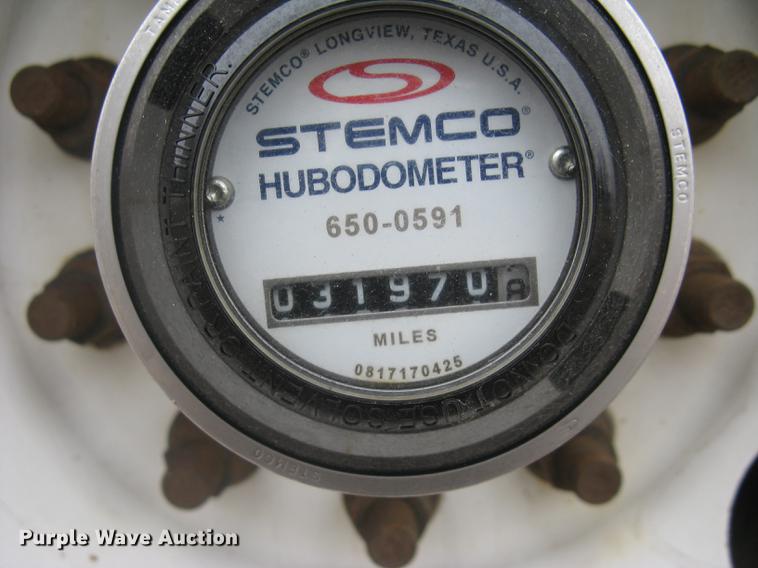 STEMCO® LONGVIEW, TEXAS U.S.A.
STEMCO®
HUBODOMETER®
650-0591
031970
MILES
0817170425
DO NOT USE SOLVENT OR PAINT THINNER.
STEMCO
STEMCO
Purple Wave Auction